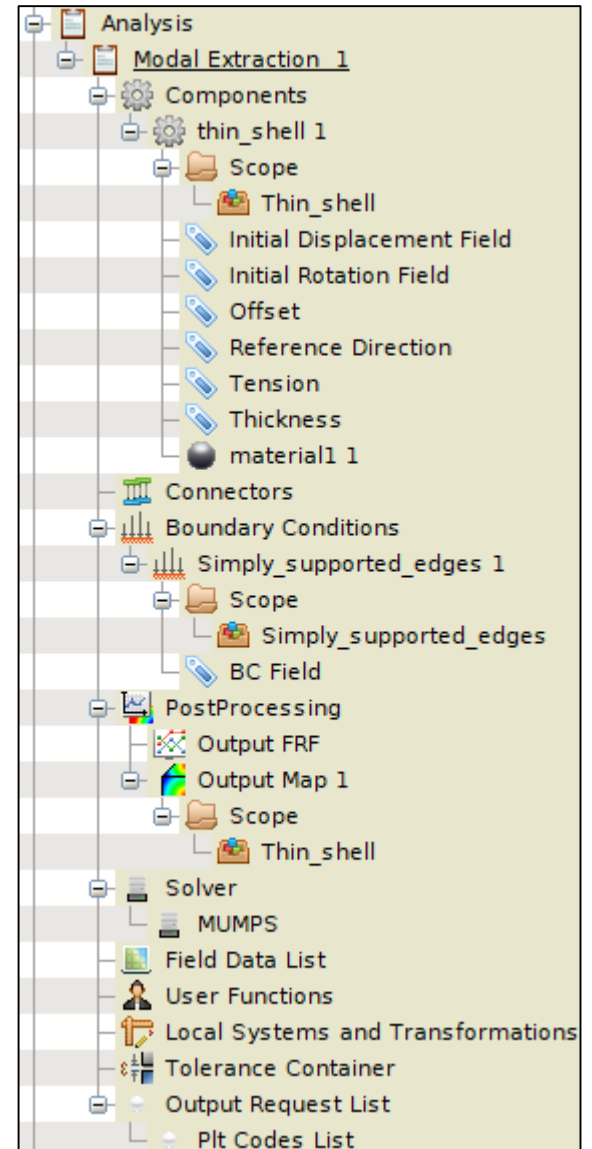 Analysis
Modal Extraction 1
Components
thin_shell 1
Scope
Thin_shell
Initial Displacement Field
Initial Rotation Field
Offset
Reference Direction
Tension
Thickness
material1 1
Connectors
Boundary Conditions
Simply_supported_edges 1
Scope
Simply_supported_edges
BC Field
PostProcessing
Output FRF
Output Map 1
Scope
Thin_shell
Solver
MUMPS
Field Data List
User Functions
Local Systems and Transformations
Tolerance Container
Output Request List
Plt Codes List